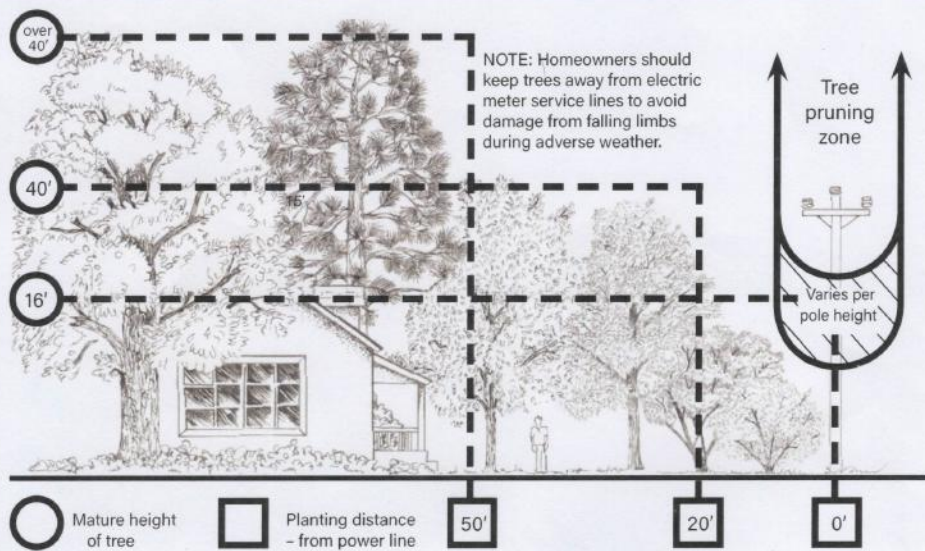 over
40'
NOTE: Homeowners should
keep trees away from electric
meter service lines to avoid
damage from falling limbs
during adverse weather.
Tree
pruning
zone
40'
15'
16'
Varies per
pole height
Mature height
of tree
Planting distance
– from power line
50'
20'
0'